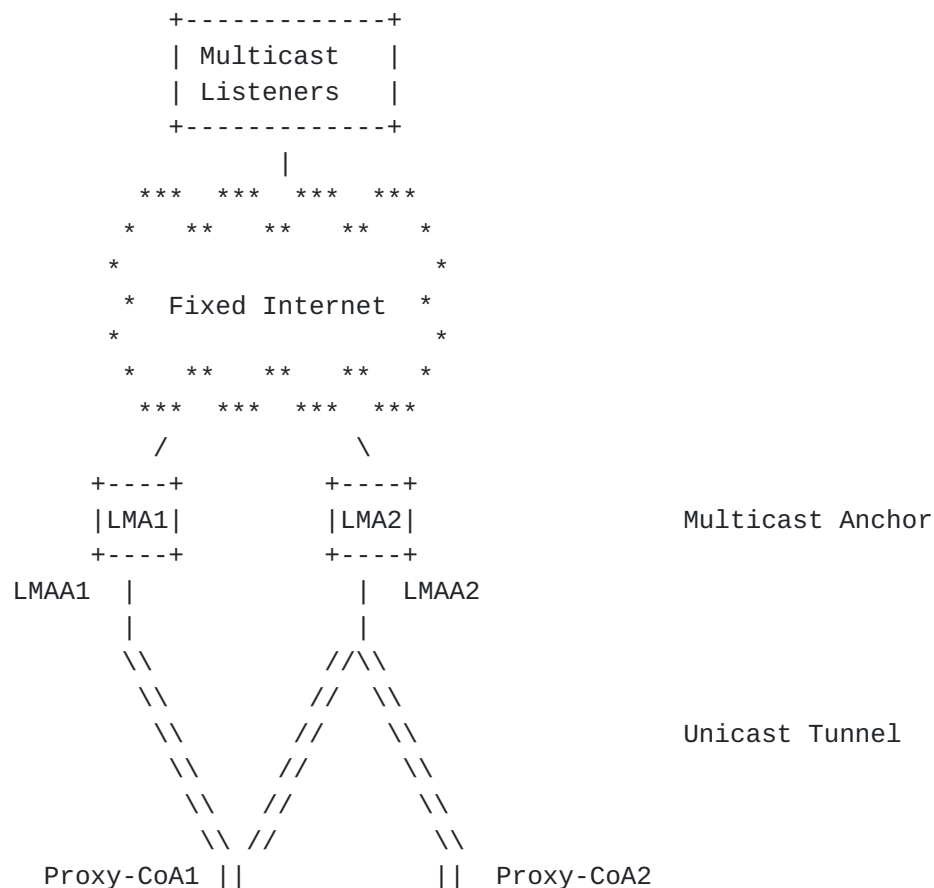 +-------------+
| Multicast   |
| Listeners   |
+-------------+
|
***  ***  ***  ***
*   **   **   **   *
*                    *
*  Fixed Internet  *
*                    *
*   **   **   **   *
***  ***  ***  ***
/            \
+----+         +----+
|LMA1|         |LMA2|                 Multicast Anchor
+----+         +----+
LMAA1  |              |  LMAA2
|              |
\\           //\\
\\         //  \\
\\       //    \\                 Unicast Tunnel
\\     //      \\
\\   //        \\
\\ //          \\
Proxy-CoA1 ||            ||  Proxy-CoA2